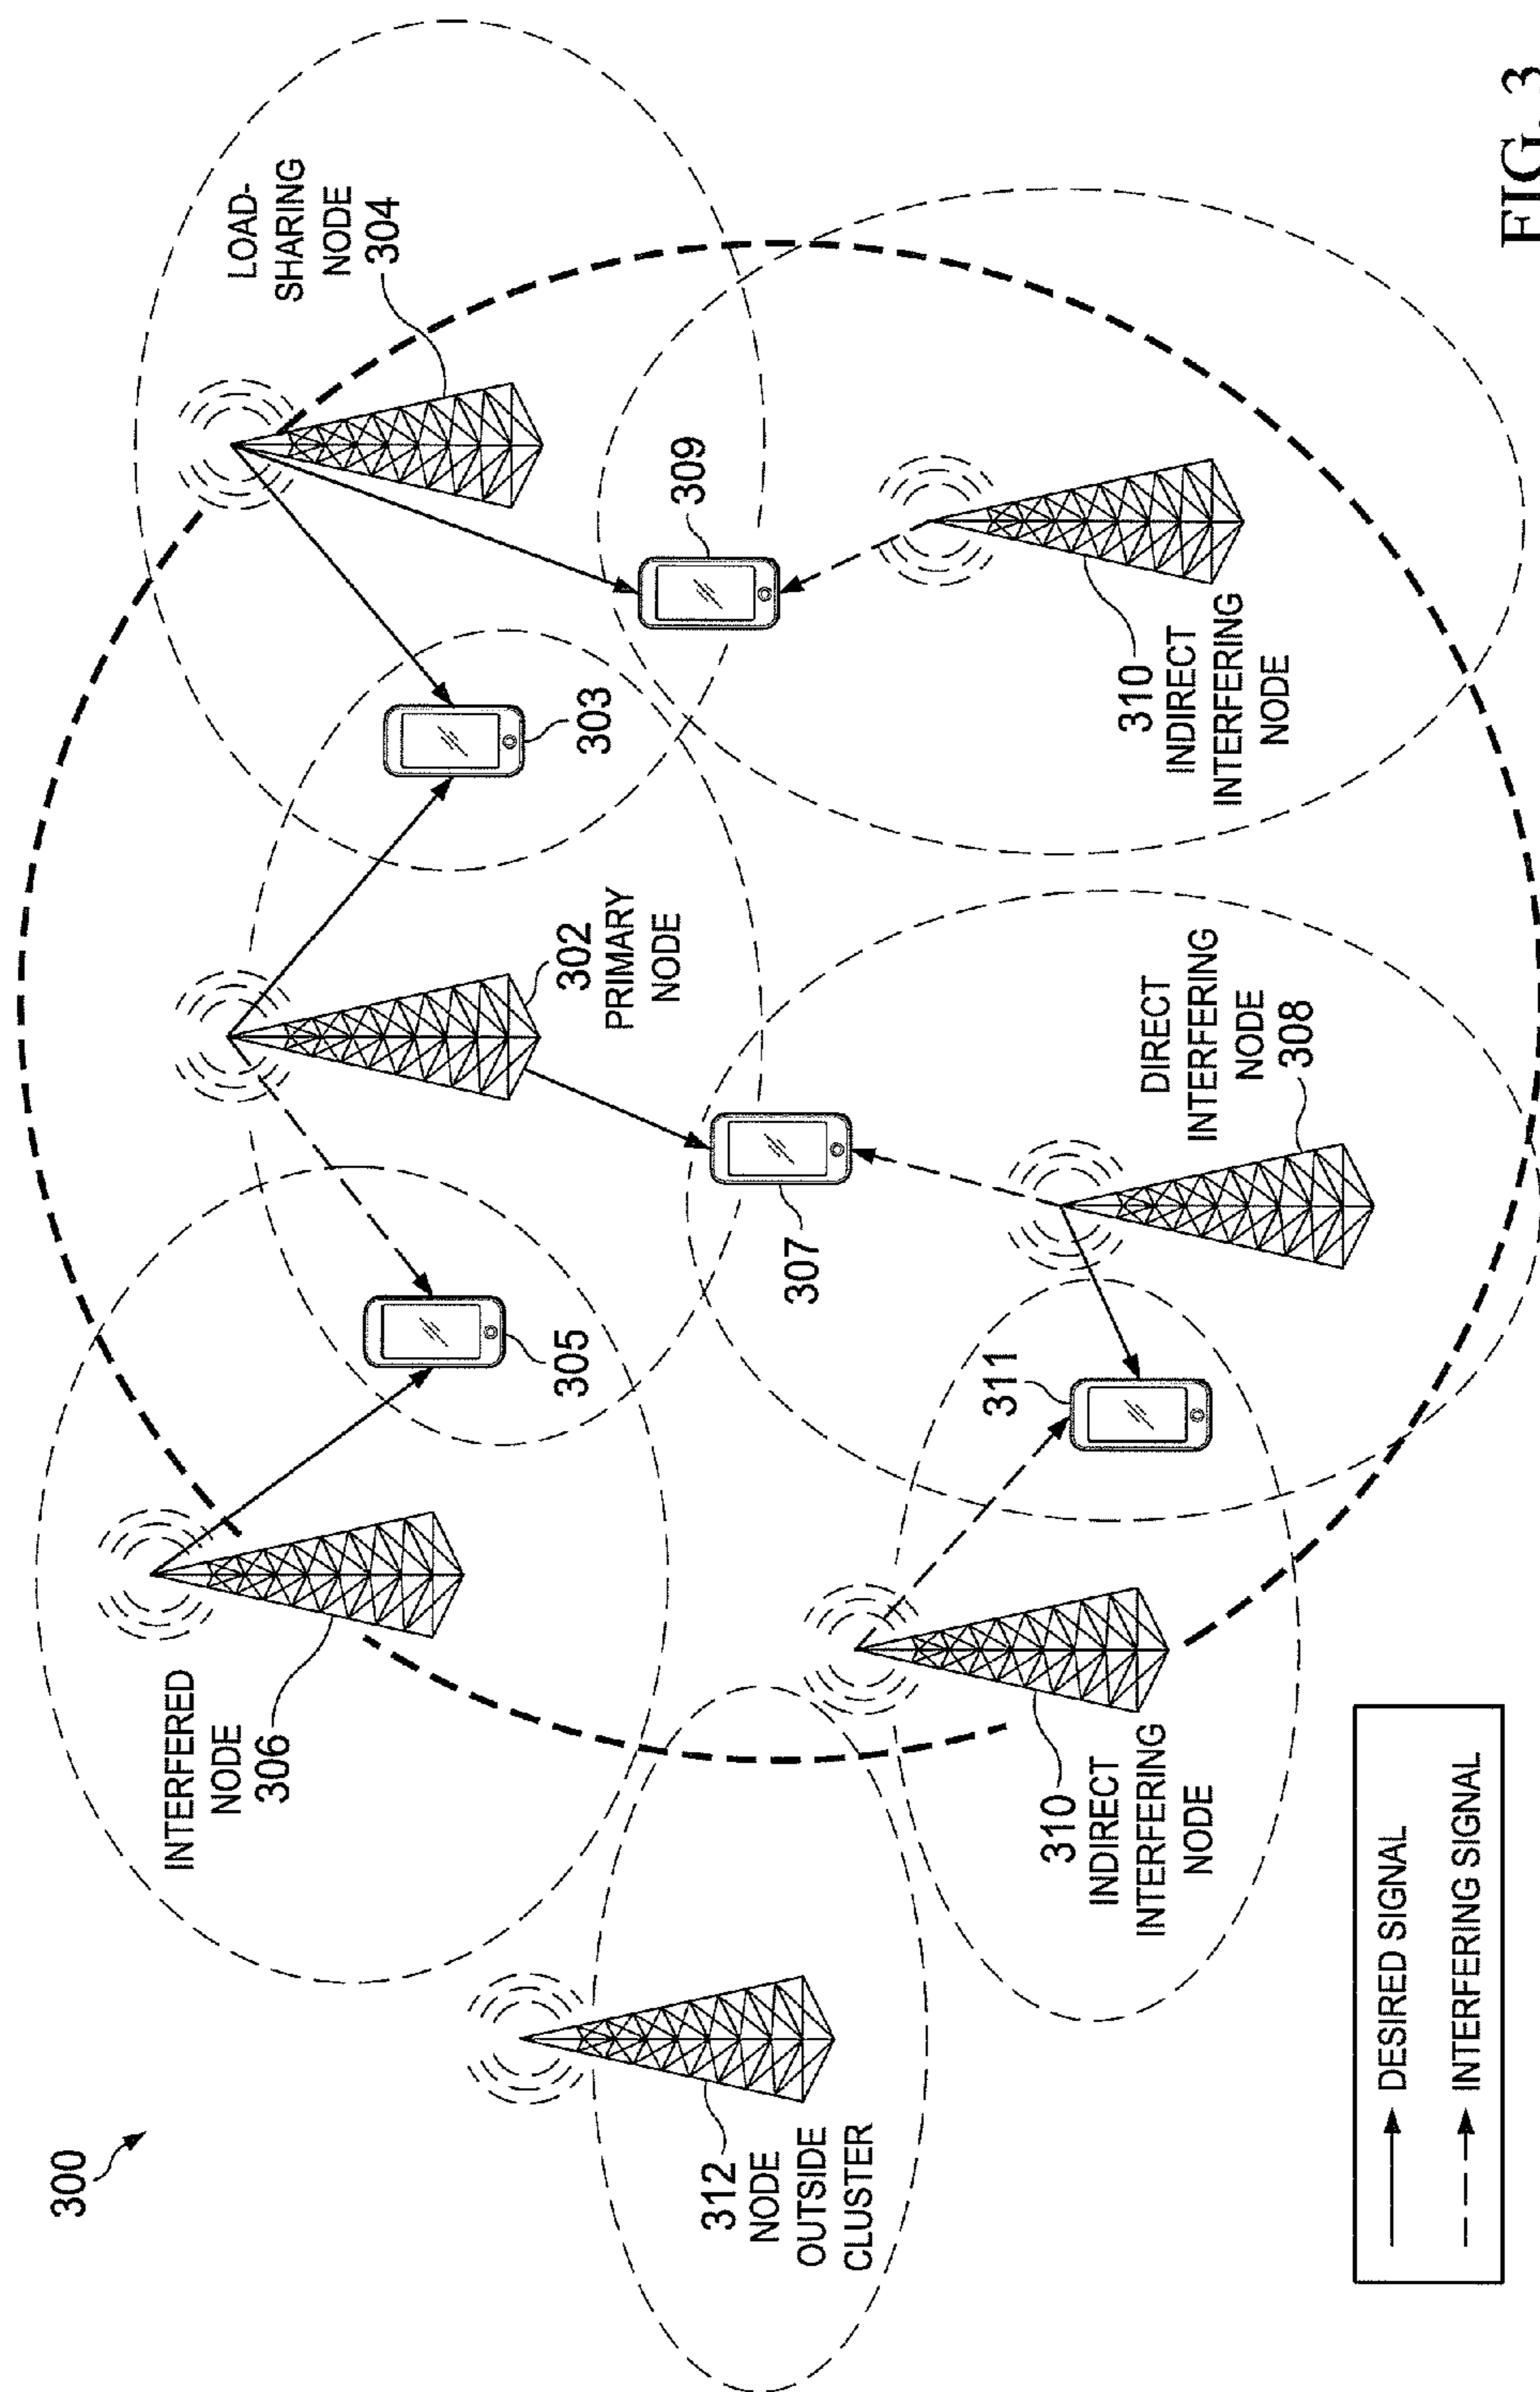 300
INTERFERED
NODE
306
LOAD-
SHARING
NODE
304
302
PRIMARY
NODE
303
305
309
307
312
NODE
OUTSIDE
CLUSTER
311
310
INDIRECT
INTERFERING
NODE
DIRECT
INTERFERING
NODE
308
310
INDIRECT
INTERFERING
NODE
DESIRED SIGNAL
INTERFERING SIGNAL
FIG. 3